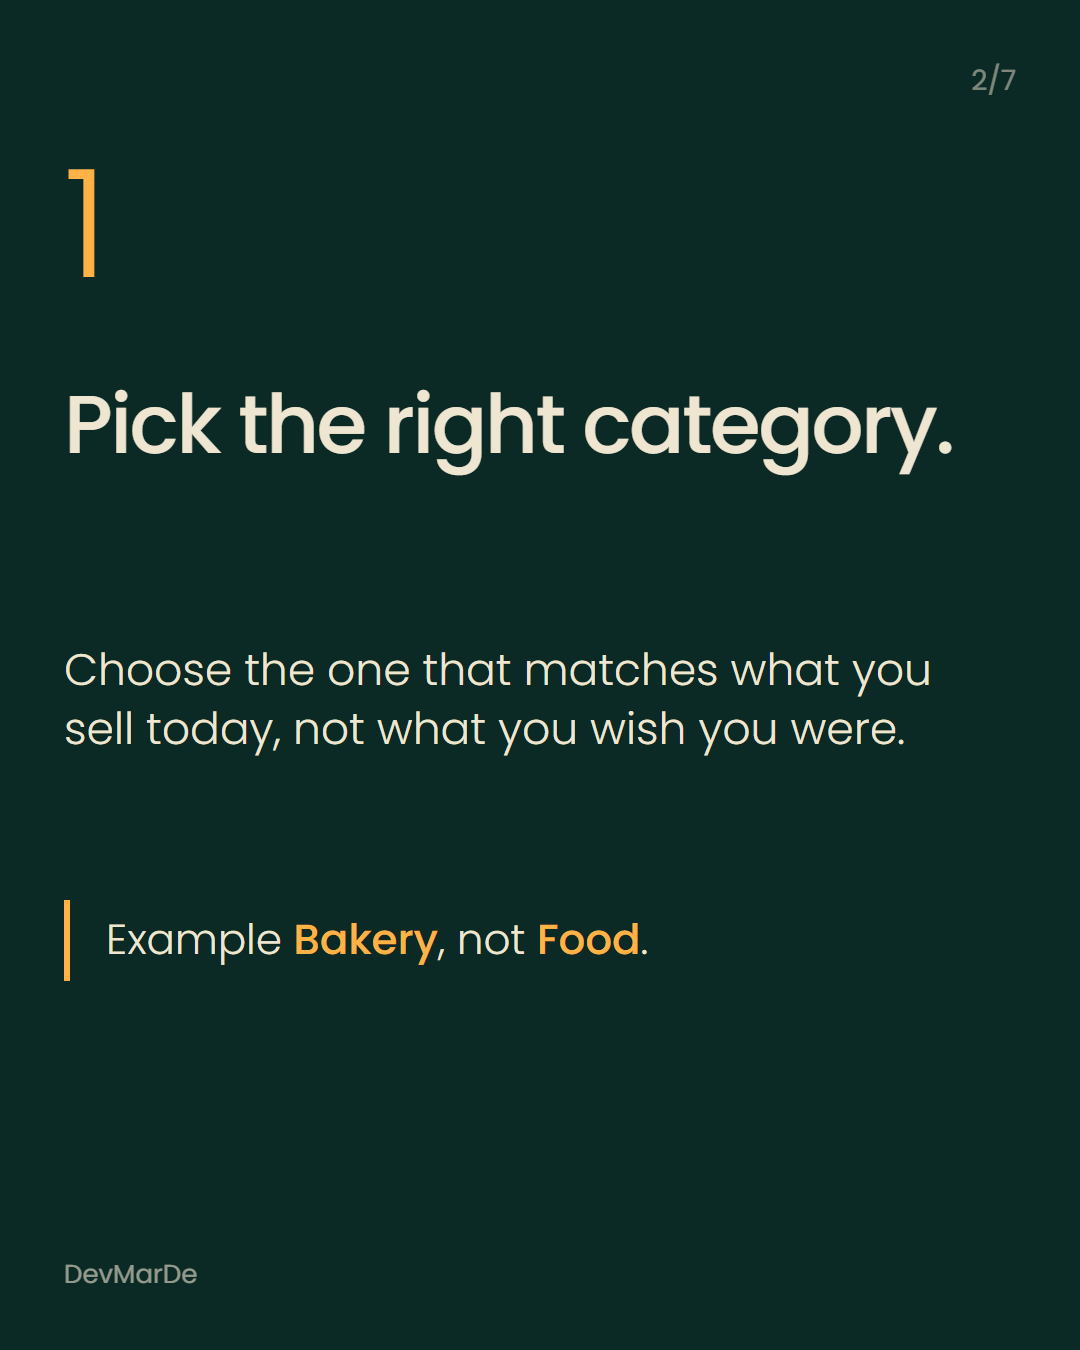 2/7
1
Pick the right category.
Choose the one that matches what you
sell today, not what you wish you were.
Example Bakery, not Food.
DevMarDe